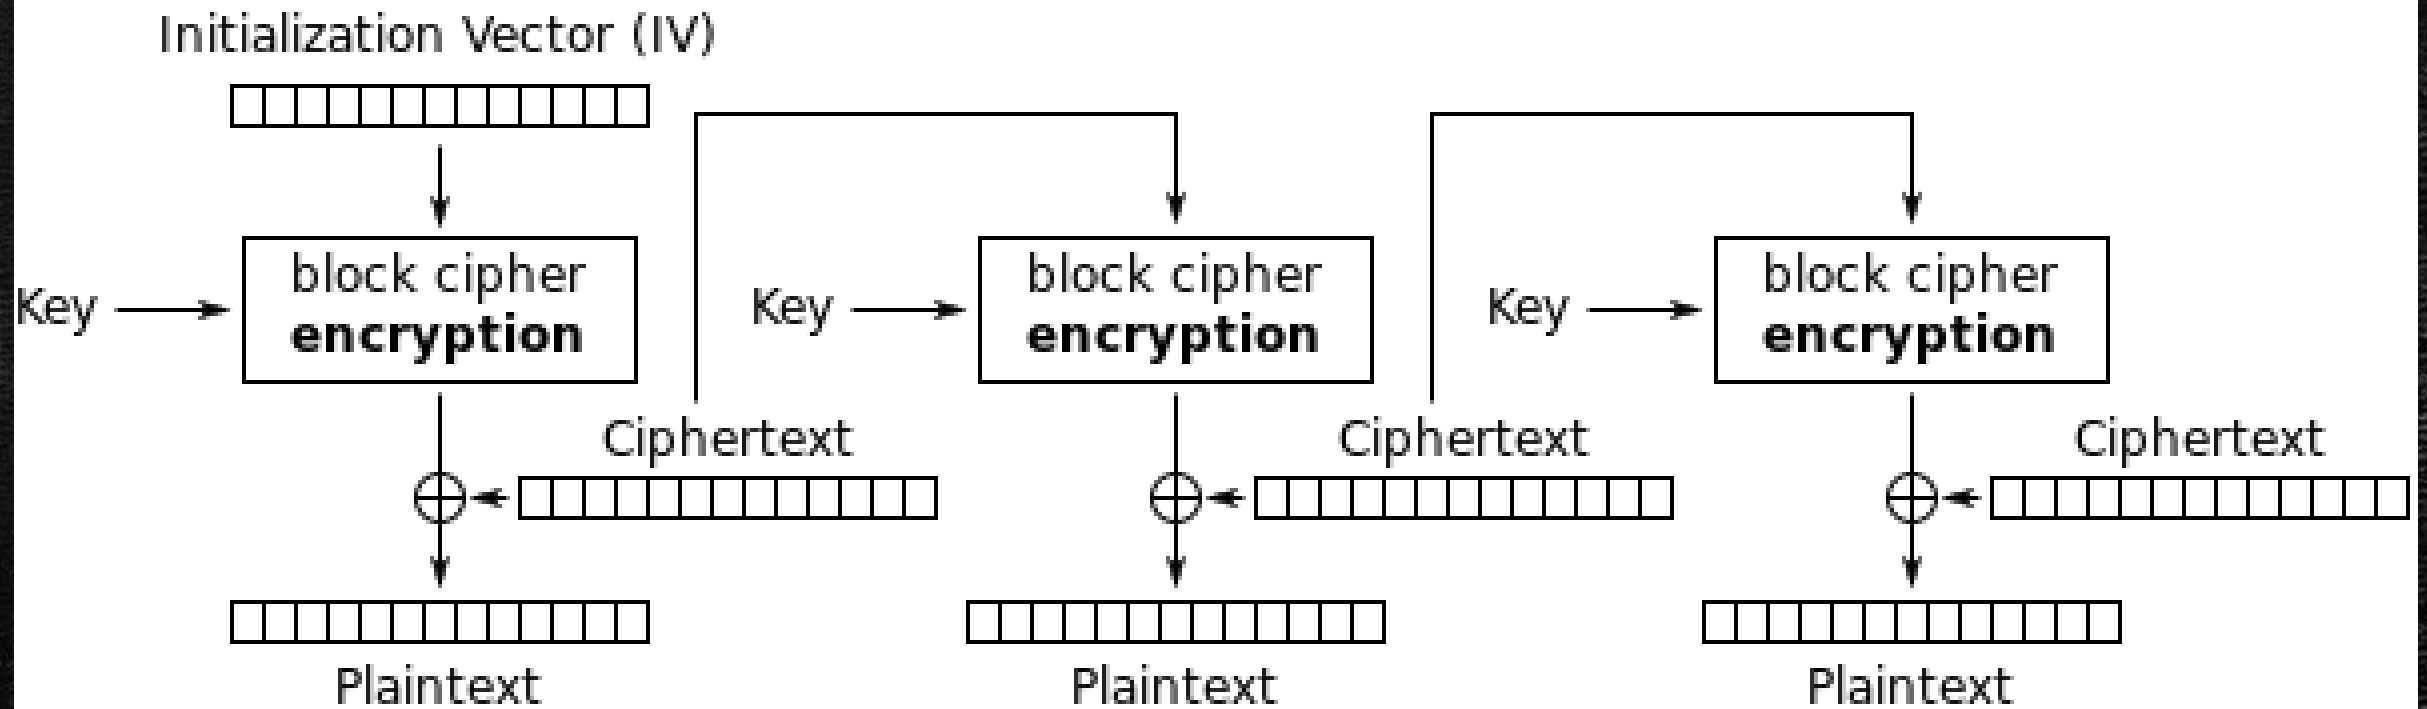 Initialization Vector (IV)
Key
block cipher
encryption
Ciphertext
Plaintext
Key
block cipher
encryption
Ciphertext
Plaintext
Key
block cipher
encryption
Ciphertext
Plaintext